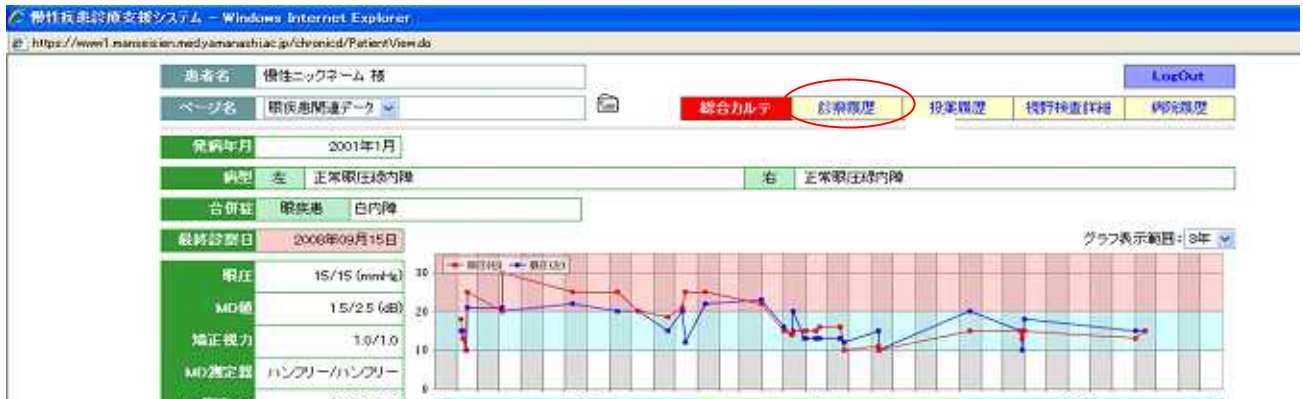 慢性疾患診療支援システム - Windows Internet Explorer
https://www1.manseisien.med.yamanashi.ac.jp/chronicd/PatientView.do
患者名 慢性ニックネーム 様 LogOut
ページ名 眼疾患関連データ 総合カルテ 診療履歴 投薬履歴 視野検査詳細 病院履歴
発病年月 2001年1月
病型 左 正常眼圧緑内障 右 正常眼圧緑内障
合併症 眼疾患 白内障
最終診察日 2008年09月15日 グラフ表示範囲: 3年
眼圧 15/15 (mmHg) 30 眼圧(右) 眼圧(左)
MD値 1.5/2.5 (dB) 20
矯正視力 1.0/1.0 10
MD測定器 ハンフリー/ハンフリー
0